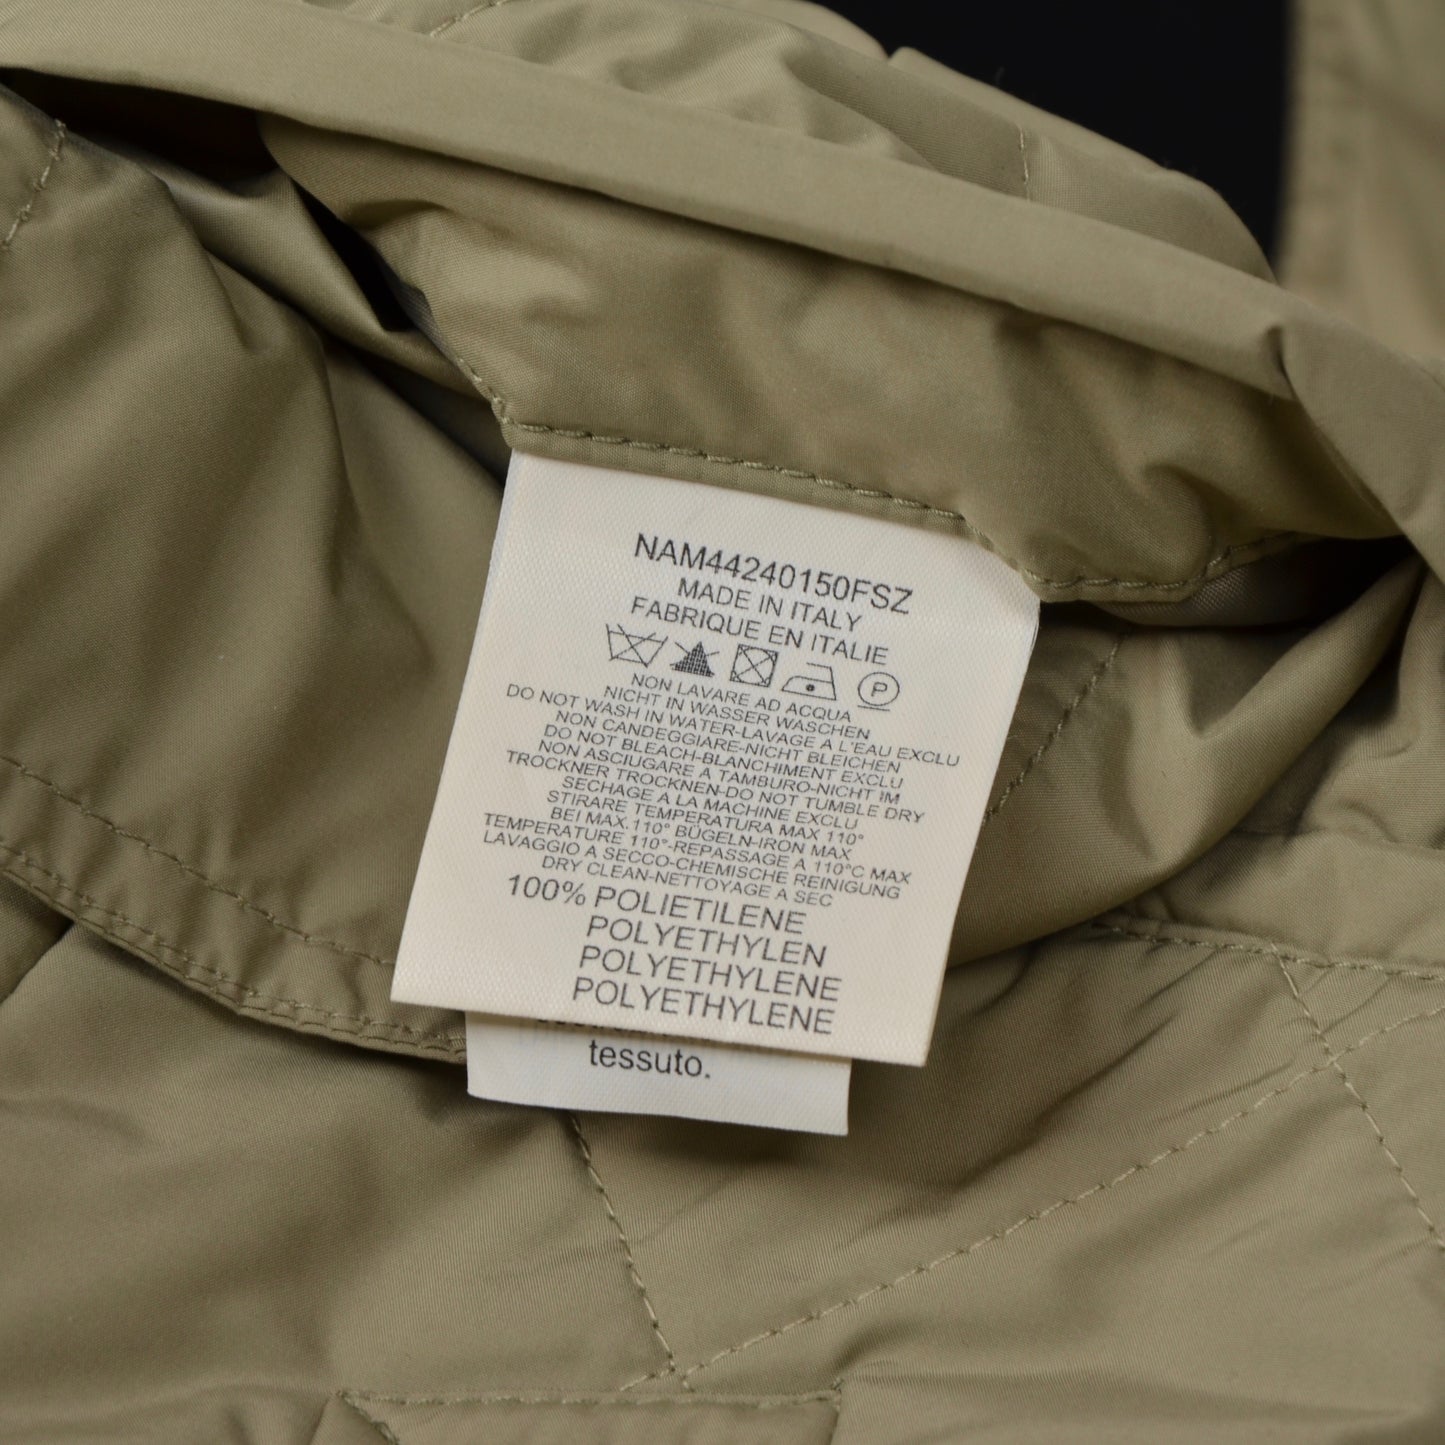 NAM44240150FSZ
MADE IN ITALY
FABRIQUE EN ITALIE
P
NON LAVARE AD ACQUA
NICHT IN WASSER WASCHEN
DO NOT WASH IN WATER-LAVAGE A L'EAU EXCLU
NON CANDEGGIARE-NICHT BLEICHEN
DO NOT BLEACH-BLANCHIMENT EXCLU
NON ASCIUGARE A TAMBURO-NICHT IM
TROCKNER TROCKNEN-DO NOT TUMBLE DRY
SECHAGE A LA MACHINE EXCLU
STIRARE TEMPERATURA MAX 110°
BEI MAX.110° BÜGELN-IRON MAX
TEMPERATURE 110°-REPASSAGE A 110°C MAX
LAVAGGIO A SECCO-CHEMISCHE REINIGUNG
DRY CLEAN-NETTOYAGE A SEC
100% POLIETILENE
POLYETHYLEN
POLYETHYLENE
POLYETHYLENE
tessuto.